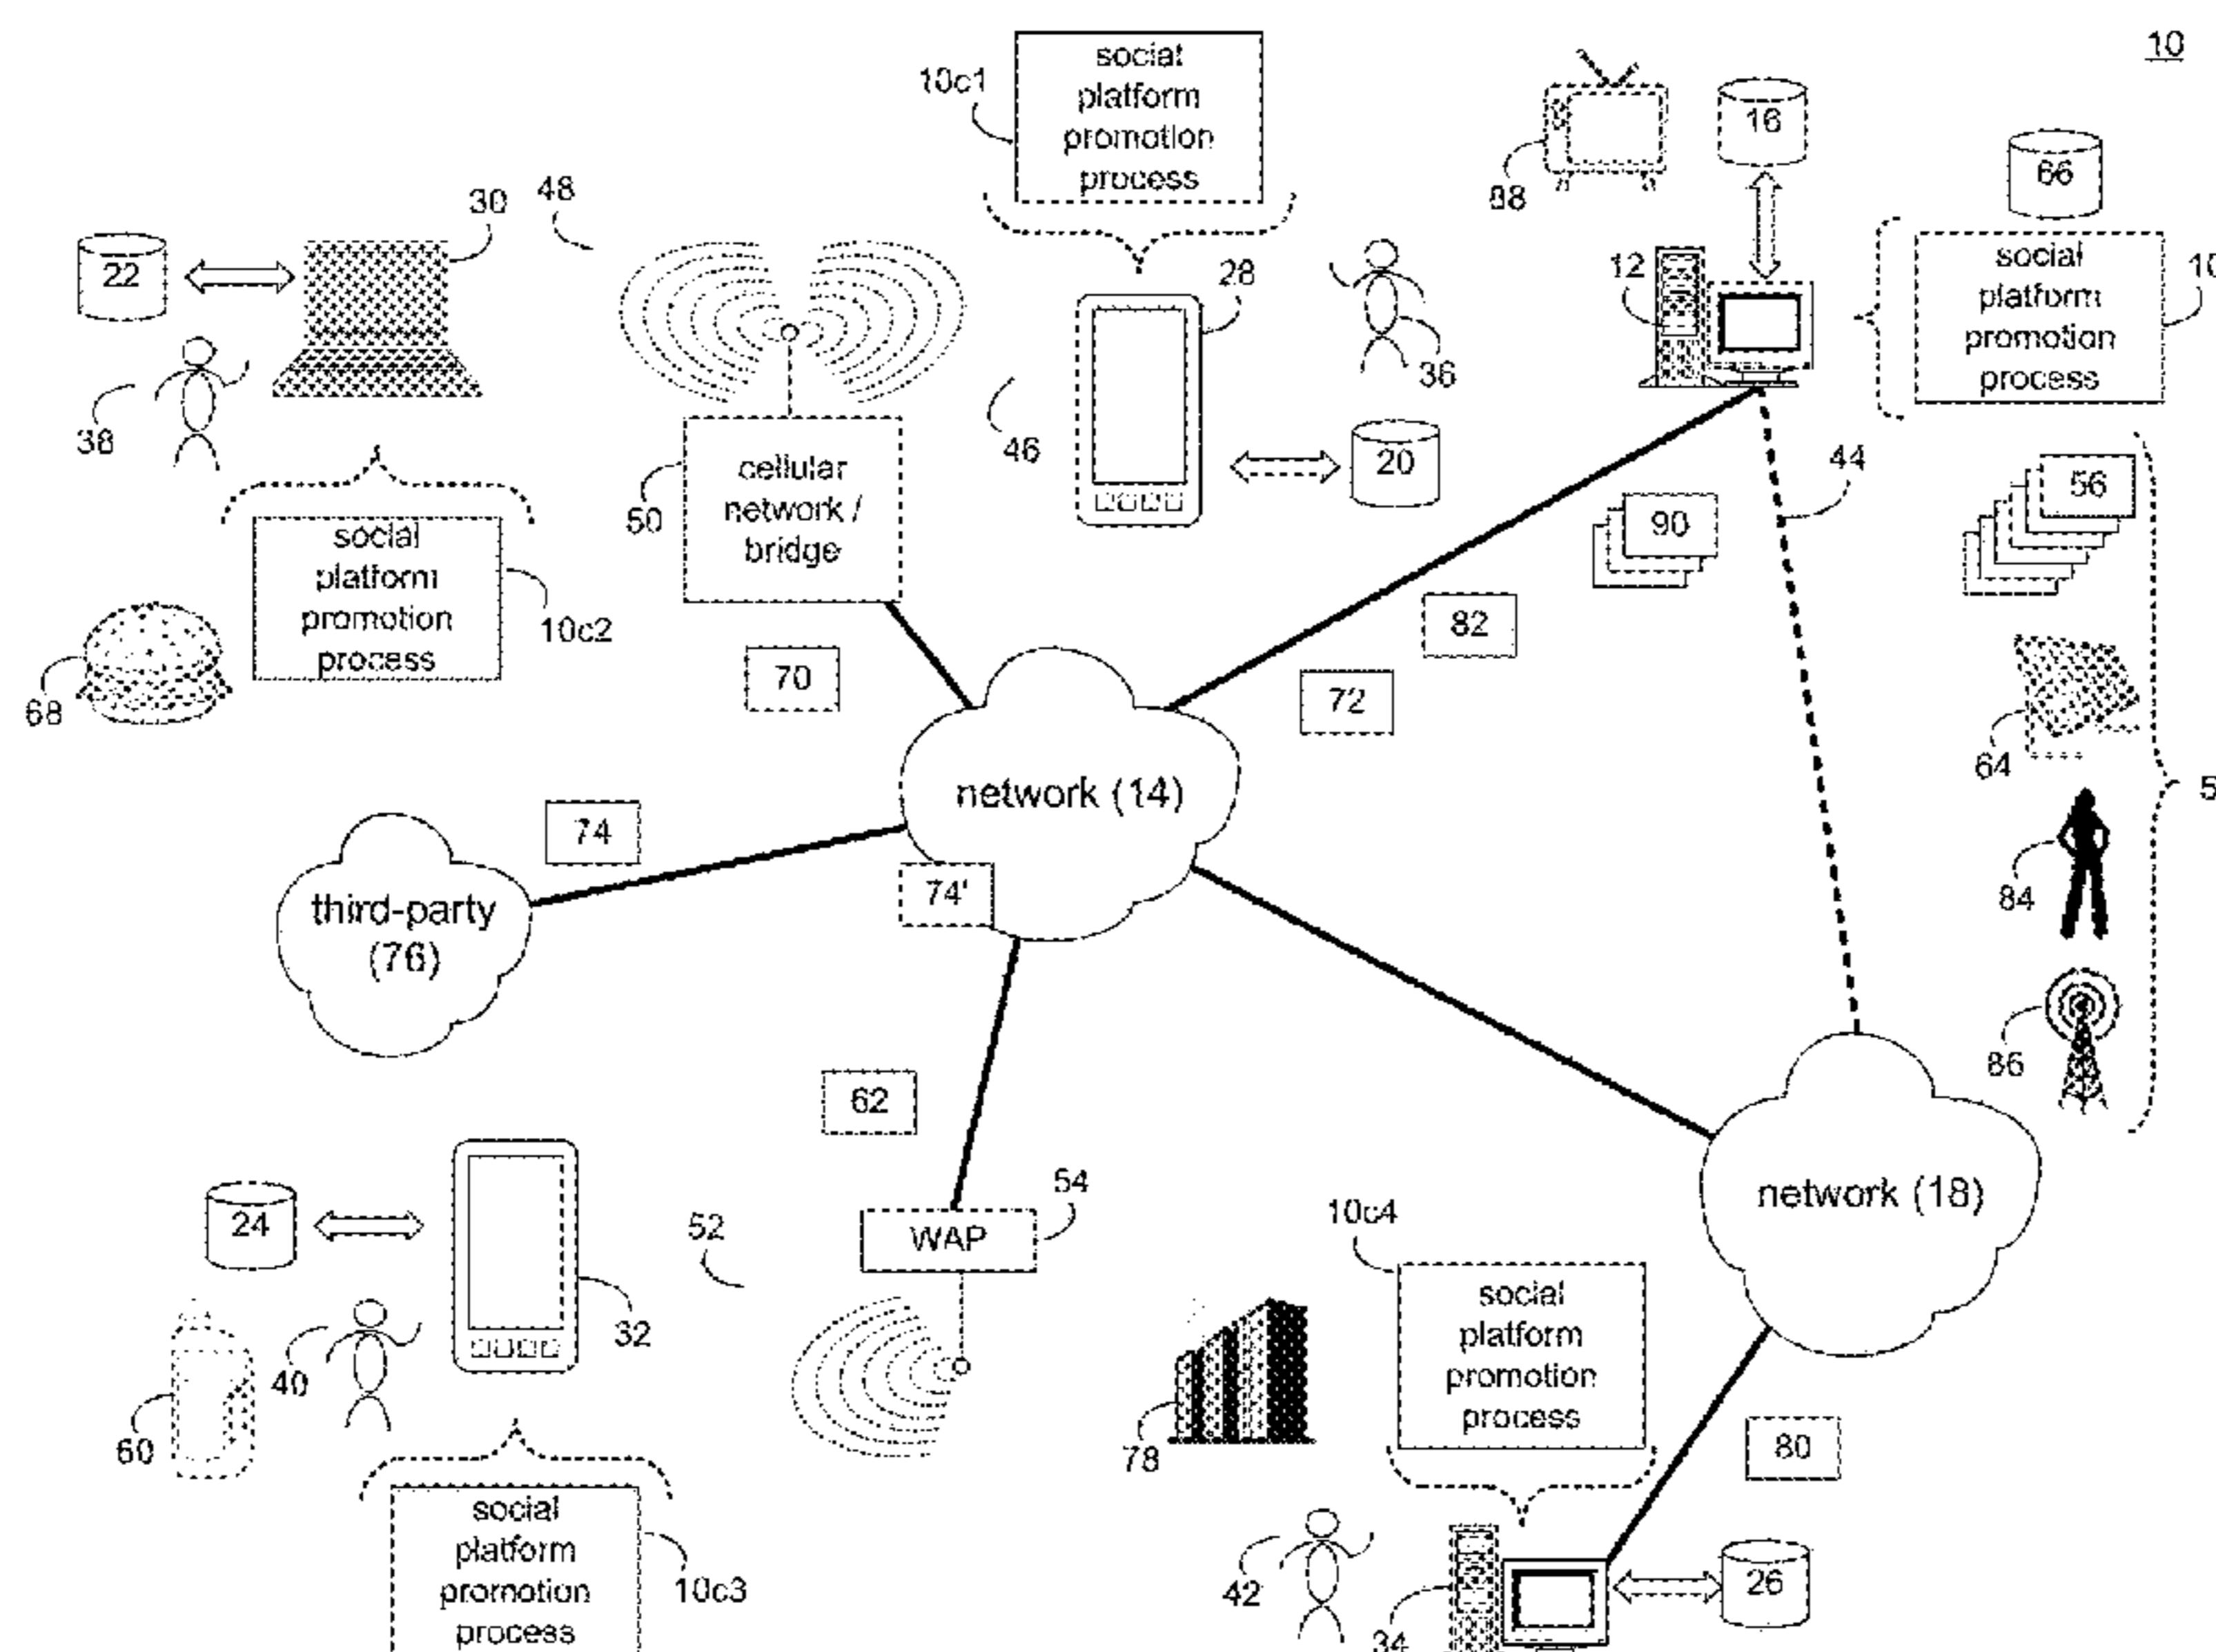 10
social
platform
promotion
process
10c1
88
16
66
12
social
platform
promotion
process
48
30
22
38
28
36
46
20
cellular
network /
bridge
50
44
56
90
social
platform
promotion
process
10c2
68
70
82
72
64
network (14)
74
74'
third-party
(76)
84
86
62
54
WAP
52
24
32
40
60
network (18)
10c4
social
platform
promotion
process
78
80
social
platform
promotion
process
10c3
42
34
26